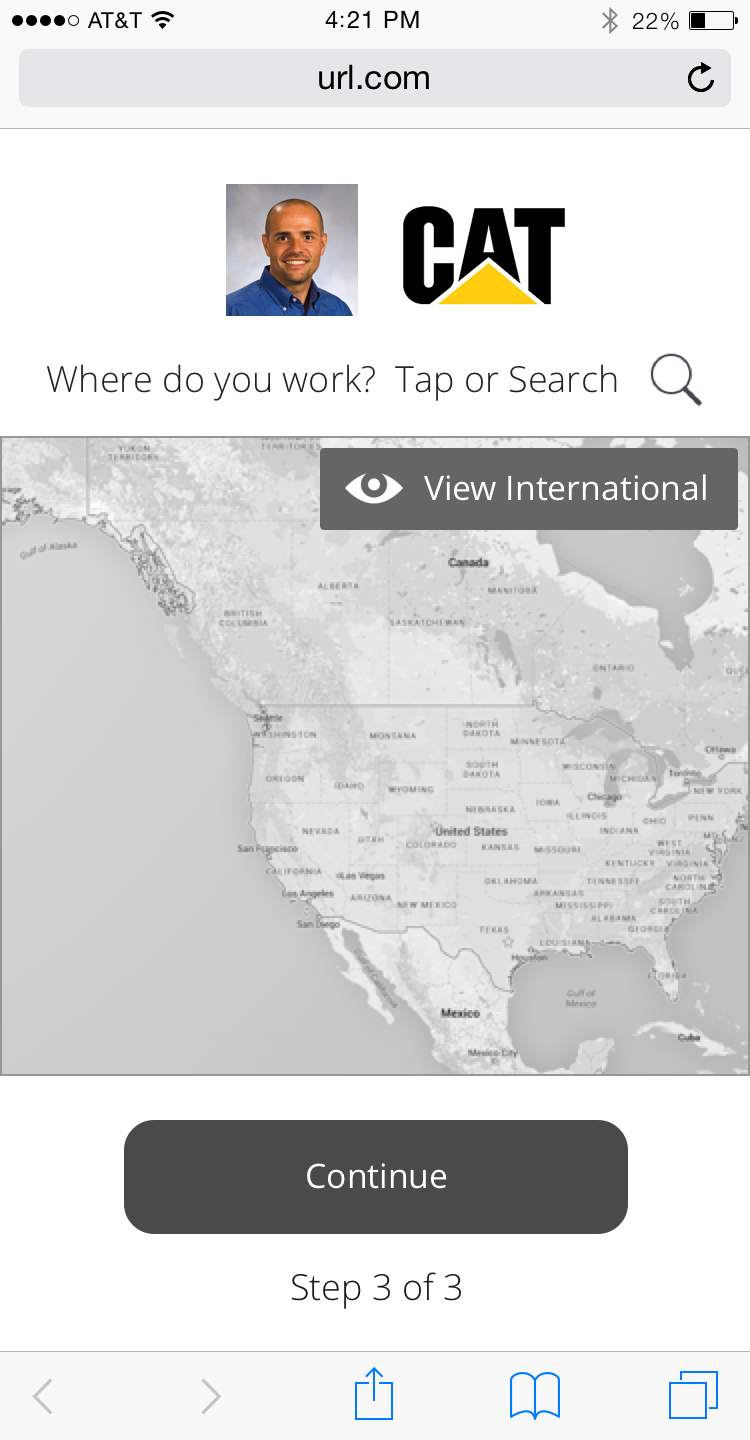 AT&T 4:21 PM 22%
url.com
CAT
Where do you work? Tap or Search
View International
YUKON TERRITORY
TERRITORIES
Gulf of Alaska
Canada
ALBERTA
MANITOBA
BRITISH COLUMBIA
SASKATCHEWAN
ONTARIO
Seattle
WASHINGTON
MONTANA
NORTH DAKOTA
MINNESOTA
Ottawa
OREGON
IDAHO
WYOMING
SOUTH DAKOTA
WISCONSIN
MICHIGAN
Toronto
NEW YORK
NEBRASKA
IOWA
Chicago
ILLINOIS
INDIANA
OHIO
PENN
NEVADA
UTAH
United States
COLORADO
KANSAS
MISSOURI
WEST VIRGINIA
MD
San Francisco
KENTUCKY
VIRGINIA
CALIFORNIA
Las Vegas
OKLAHOMA
TENNESSEE
NORTH CAROLINA
Los Angeles
ARIZONA
NEW MEXICO
ARKANSAS
MISSISSIPPI
SOUTH CAROLINA
San Diego
TEXAS
ALABAMA
GEORGIA
LOUISIANA
Houston
Gulf of California
FLORIDA
Gulf of Mexico
Mexico
Cuba
Mexico City
Continue
Step 3 of 3